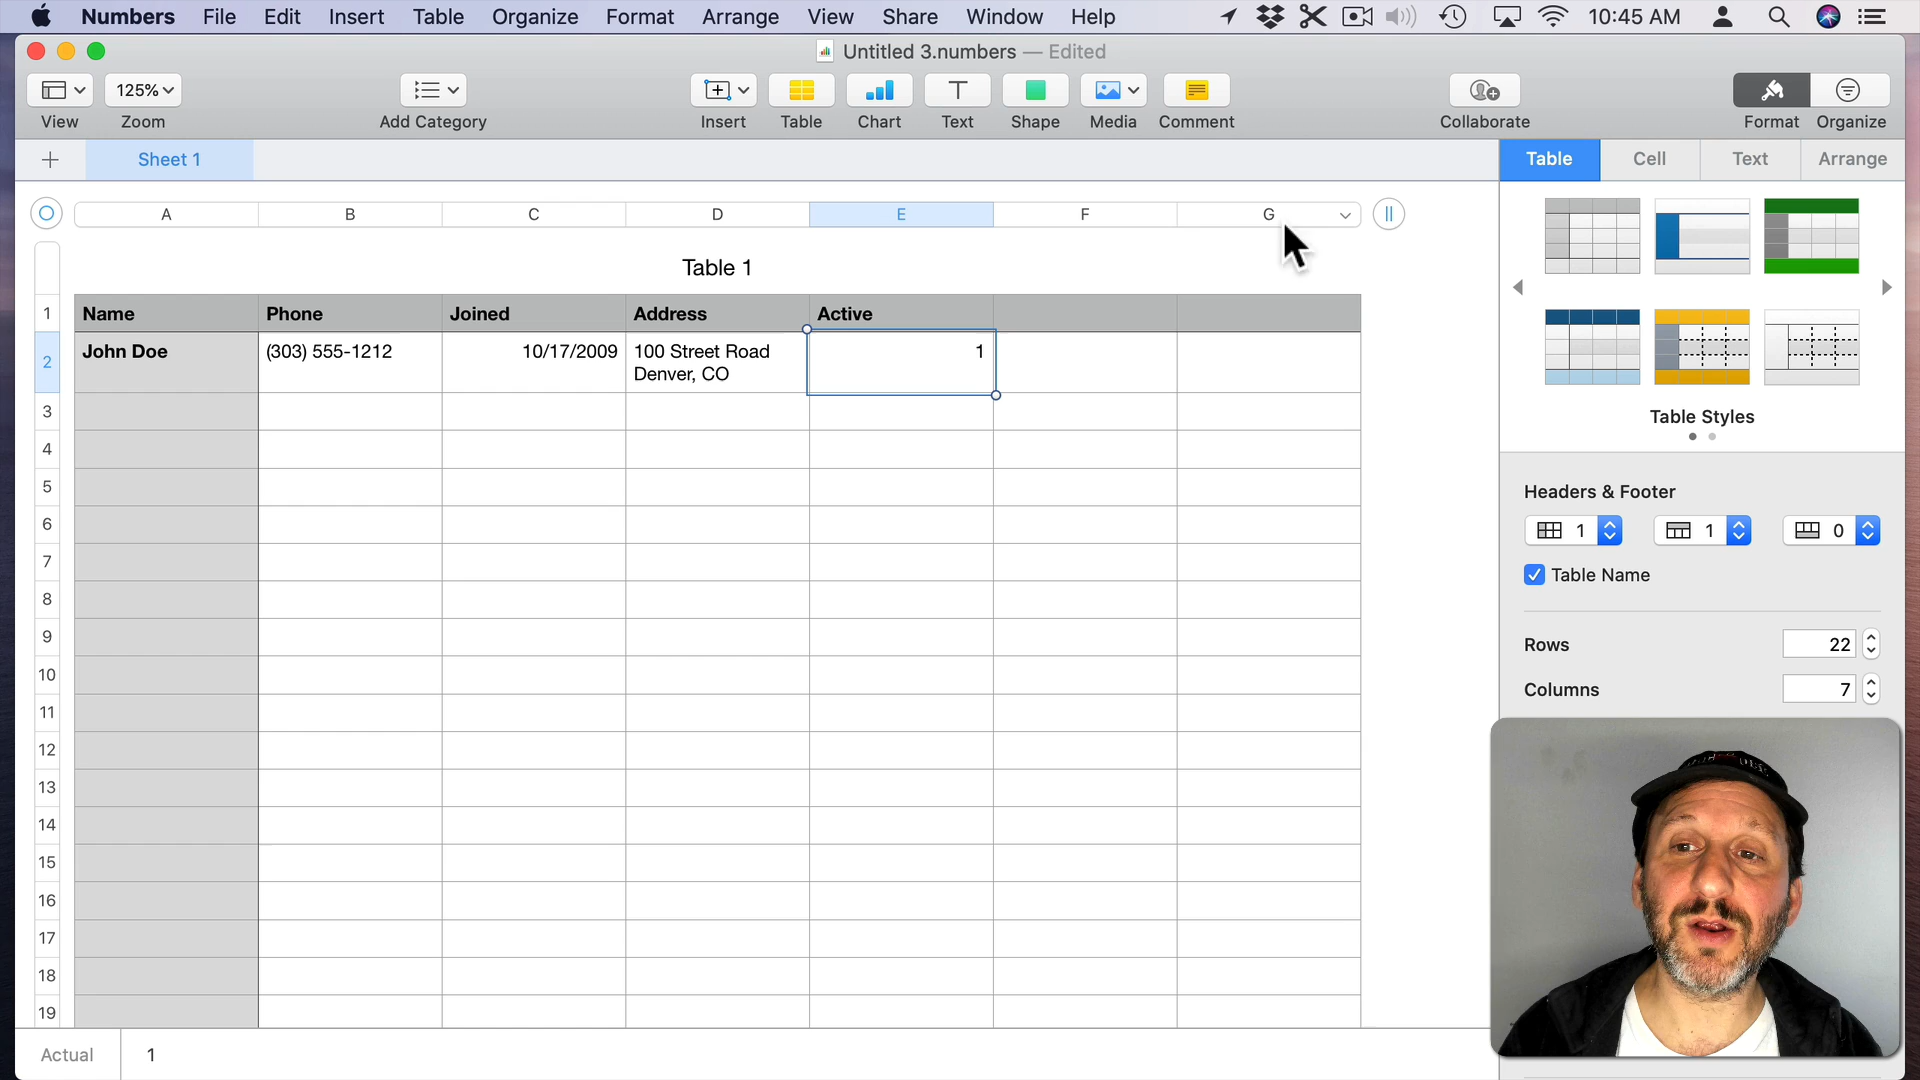 Numbers File Edit Insert Table Organize Format Arrange View Share Window Help 10:45 AM
Untitled 3.numbers — Edited
125%
View Zoom Add Category Insert Table Chart Text Shape Media Comment Collaborate Format Organize
Sheet 1
Table Cell Text Arrange
A B C D E F G
Table 1
1 Name Phone Joined Address Active
2 John Doe (303) 555-1212 10/17/2009 100 Street Road 1
Denver, CO
3
4
5
6
7
8
9
10
11
12
13
14
15
16
17
18
19
Table Styles
Headers & Footer
1 1 0
Table Name
Rows 22
Columns 7
Actual 1